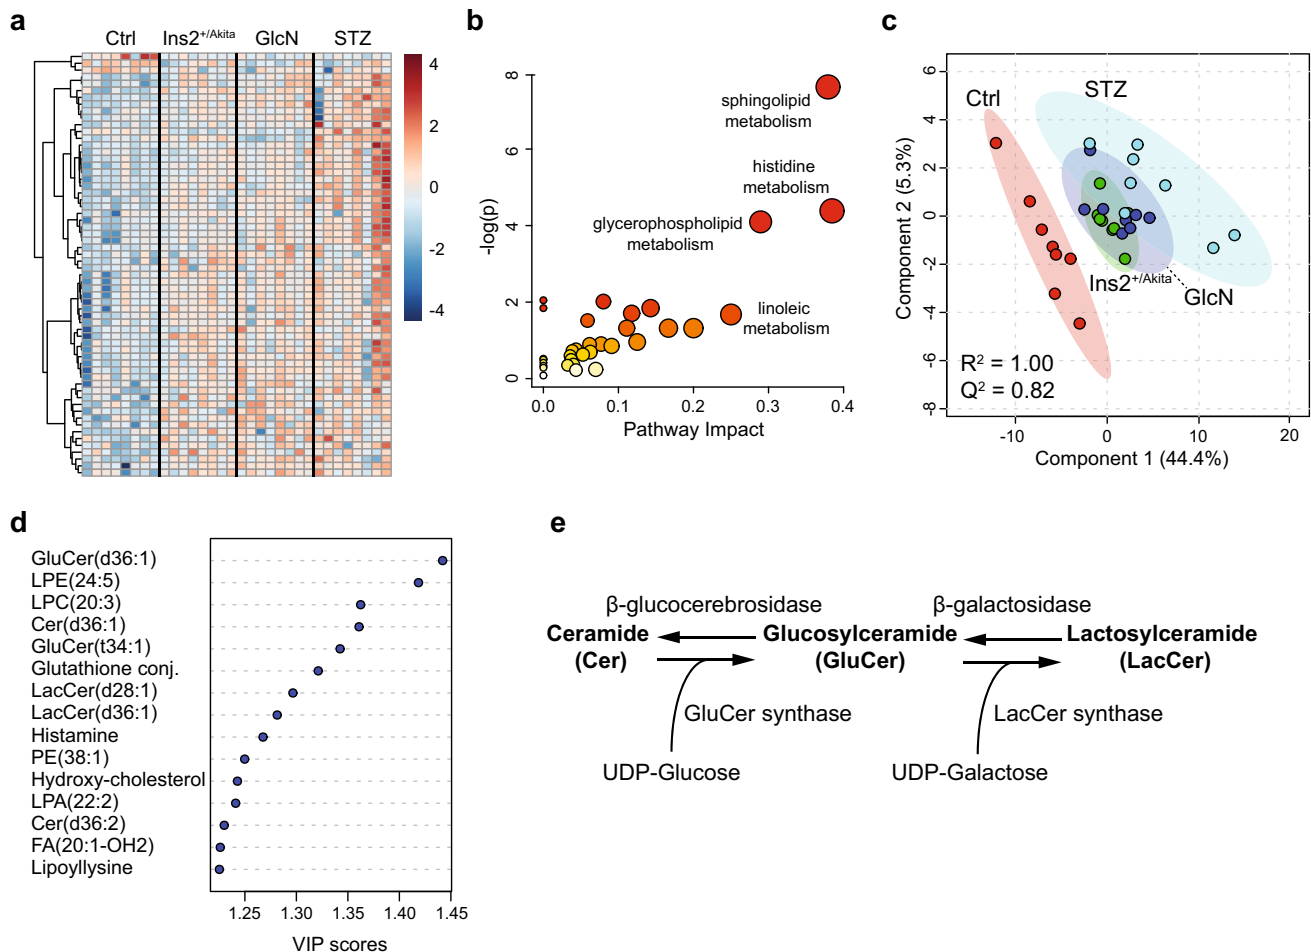 a
Ctrl
Ins2+/Akita
GlcN
STZ
4
2
0
-2
-4
b
-log(p)
8
6
4
2
0
sphingolipid
metabolism
histidine
metabolism
glycerophospholipid
metabolism
linoleic
metabolism
0.0
0.1
0.2
0.3
0.4
Pathway Impact
c
Component 2 (5.3%)
6
4
2
0
-2
-4
-6
-8
Ctrl
STZ
Ins2+/Akita
GlcN
R² = 1.00
Q² = 0.82
-10
0
10
20
Component 1 (44.4%)
d
GluCer(d36:1)
LPE(24:5)
LPC(20:3)
Cer(d36:1)
GluCer(t34:1)
Glutathione conj.
LacCer(d28:1)
LacCer(d36:1)
Histamine
PE(38:1)
Hydroxy-cholesterol
LPA(22:2)
Cer(d36:2)
FA(20:1-OH2)
Lipoyllysine
1.25
1.30
1.35
1.40
1.45
VIP scores
e
β-glucocerebrosidase
β-galactosidase
Ceramide
(Cer)
Glucosylceramide
(GluCer)
Lactosylceramide
(LacCer)
GluCer synthase
LacCer synthase
UDP-Glucose
UDP-Galactose